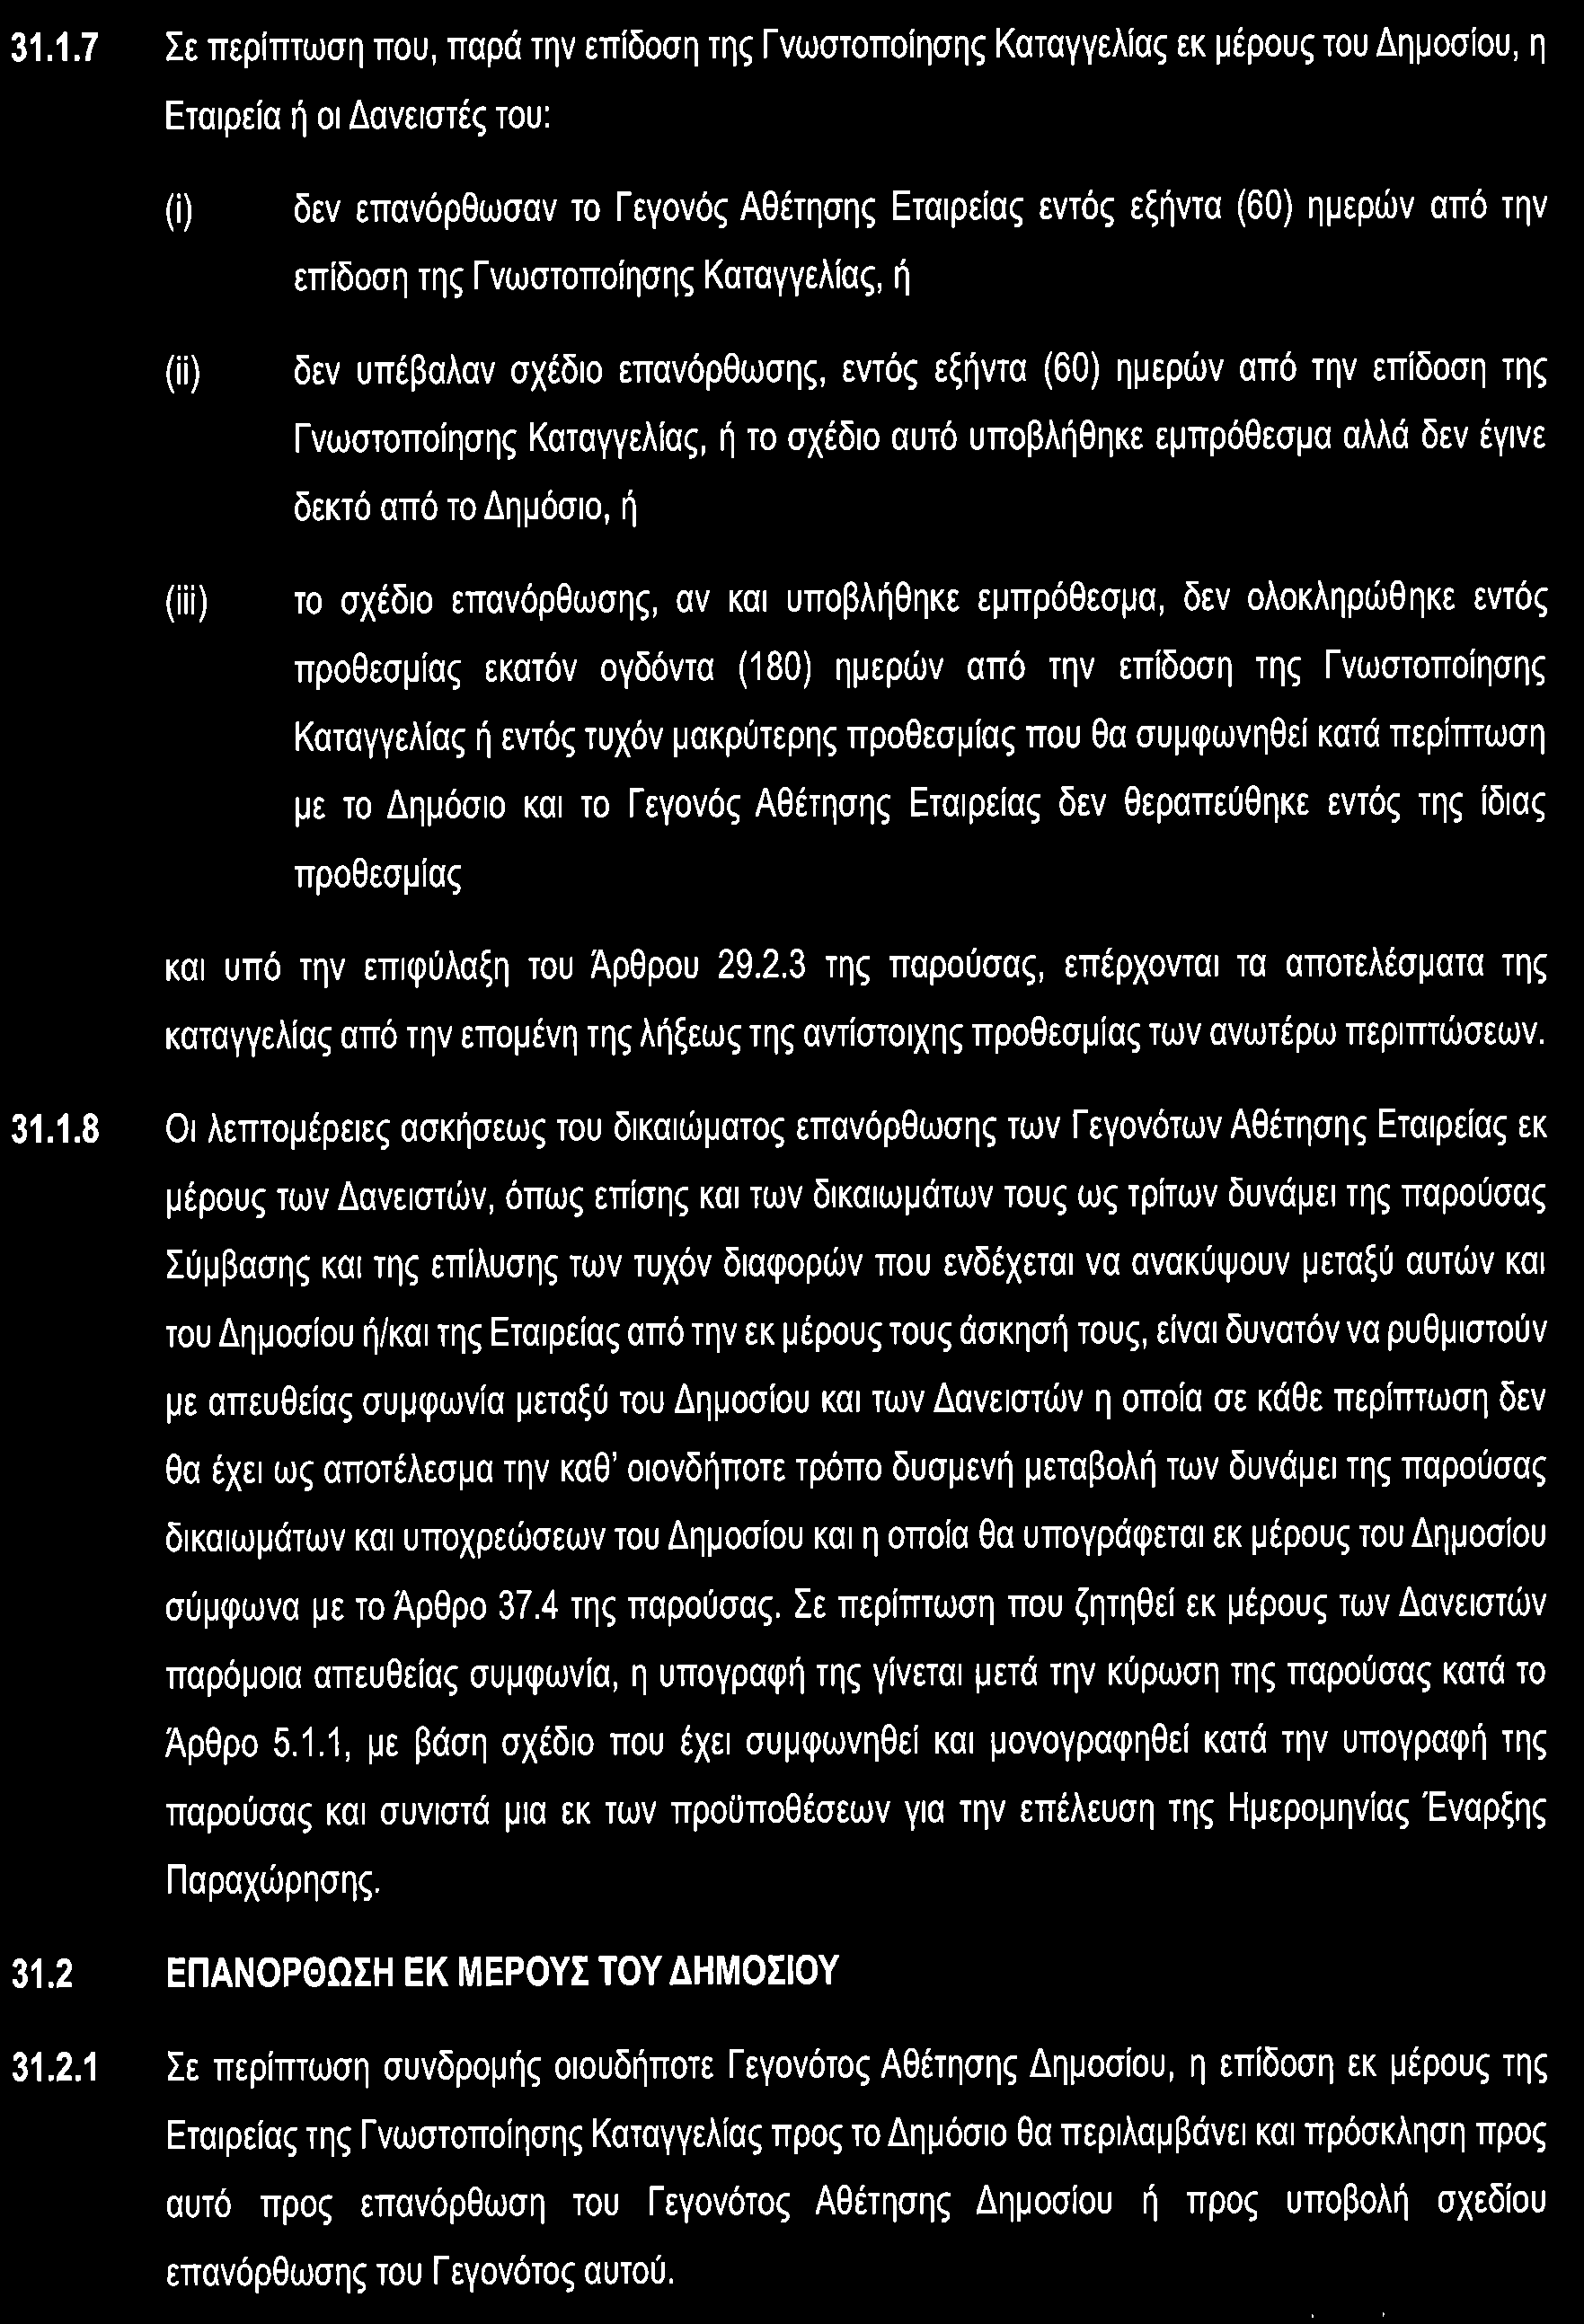 31.1.7 Σε περίπτωση που, παρά την επίδοση της Γνωστοποίησης Καταγγελίας εκ μέρους του Δημοσίου, η
Εταιρεία ή οι Δανειστές του:
(i) δεν επανόρθωσαν το Γεγονός Αθέτησης Εταιρείας εντός εξήντα (60) ημερών από την
επίδοση της Γνωστοποίησης Καταγγελίας, ή
(ii) δεν υπέβαλαν σχέδιο επανόρθωσης, εντός εξήντα (60) ημερών από την επίδοση της
Γνωστοποίησης Καταγγελίας, ή το σχέδιο αυτό υποβλήθηκε εμπρόθεσμα αλλά δεν έγινε
δεκτό από το Δημόσιο, ή
(iii) το σχέδιο επανόρθωσης, αν και υποβλήθηκε εμπρόθεσμα, δεν ολοκληρώθηκε εντός
προθεσμίας εκατόν ογδόντα (180) ημερών από την επίδοση της Γνωστοποίησης
Καταγγελίας ή εντός τυχόν μακρύτερης προθεσμίας που θα συμφωνηθεί κατά περίπτωση
με το Δημόσιο και το Γεγονός Αθέτησης Εταιρείας δεν θεραπεύθηκε εντός της ίδιας
προθεσμίας
και υπό την επιφύλαξη του Άρθρου 29.2.3 της παρούσας, επέρχονται τα αποτελέσματα της
καταγγελίας από την επομένη της λήξεως της αντίστοιχης προθεσμίας των ανωτέρω περιπτώσεων.
31.1.8 Οι λεπτομέρειες ασκήσεως του δικαιώματος επανόρθωσης των Γεγονότων Αθέτησης Εταιρείας εκ
μέρους των Δανειστών, όπως επίσης και των δικαιωμάτων τους ως τρίτων δυνάμει της παρούσας
Σύμβασης και της επίλυσης των τυχόν διαφορών που ενδέχεται να ανακύψουν μεταξύ αυτών και
του Δημοσίου ή/και της Εταιρείας από την εκ μέρους τους άσκησή τους, είναι δυνατόν να ρυθμιστούν
με απευθείας συμφωνία μεταξύ του Δημοσίου και των Δανειστών η οποία σε κάθε περίπτωση δεν
θα έχει ως αποτέλεσμα την καθ' οιονδήποτε τρόπο δυσμενή μεταβολή των δυνάμει της παρούσας
δικαιωμάτων και υποχρεώσεων του Δημοσίου και η οποία θα υπογράφεται εκ μέρους του Δημοσίου
σύμφωνα με το Άρθρο 37.4 της παρούσας. Σε περίπτωση που ζητηθεί εκ μέρους των Δανειστών
παρόμοια απευθείας συμφωνία, η υπογραφή της γίνεται μετά την κύρωση της παρούσας κατά το
Άρθρο 5.1.1, με βάση σχέδιο που έχει συμφωνηθεί και μονογραφηθεί κατά την υπογραφή της
παρούσας και συνιστά μια εκ των προϋποθέσεων για την επέλευση της Ημερομηνίας Έναρξης
Παραχώρησης.
31.2 ΕΠΑΝΟΡΘΩΣΗ ΕΚ ΜΕΡΟΥΣ ΤΟΥ ΔΗΜΟΣΙΟΥ
31.2.1 Σε περίπτωση συνδρομής οιουδήποτε Γεγονότος Αθέτησης Δημοσίου, η επίδοση εκ μέρους της
Εταιρείας της Γνωστοποίησης Καταγγελίας προς το Δημόσιο θα περιλαμβάνει και πρόσκληση προς
αυτό προς επανόρθωση του Γεγονότος Αθέτησης Δημοσίου ή προς υποβολή σχεδίου
επανόρθωσης του Γεγονότος αυτού.